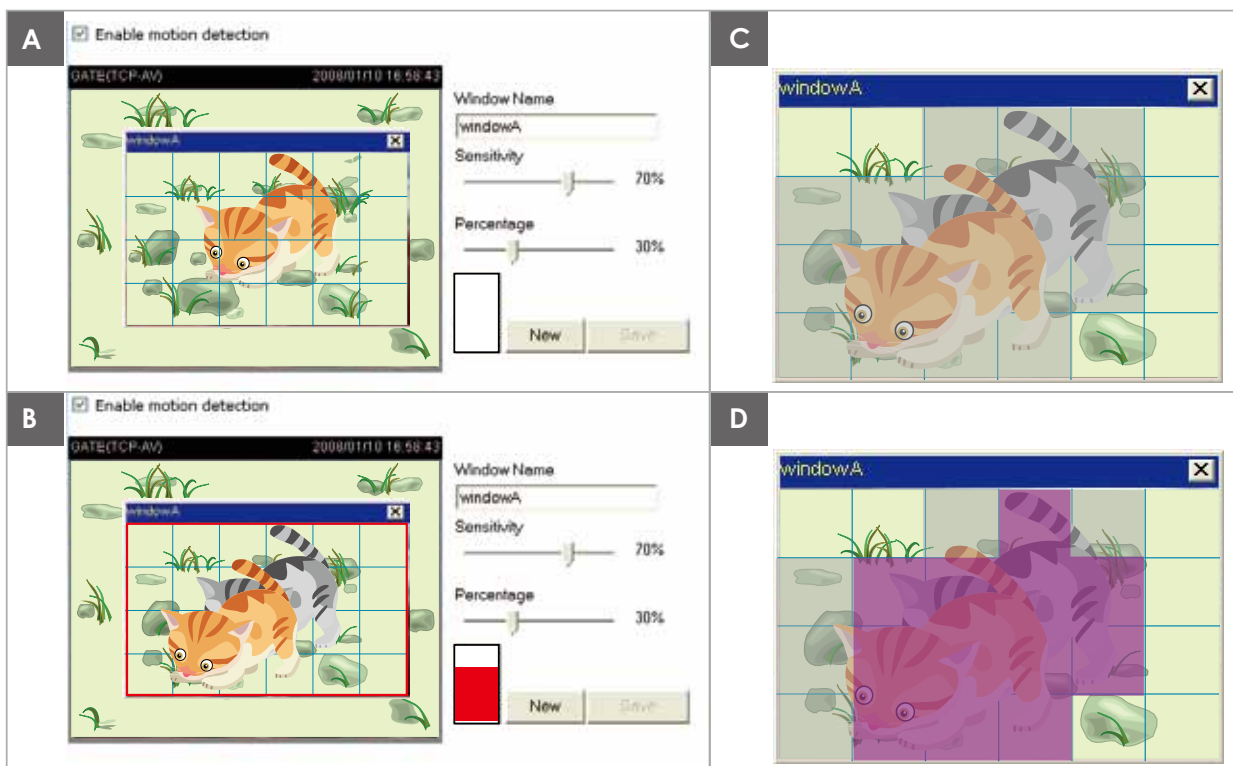 A
Enable motion detection
GATE(TCP-AV) 2008/01/10 16:58:43
windowA
Window Name
windowA
Sensitivity
70%
Percentage
30%
New Save
B
Enable motion detection
GATE(TCP-AV) 2008/01/10 16:58:43
windowA
Window Name
windowA
Sensitivity
70%
Percentage
30%
New Save
C
windowA
D
windowA